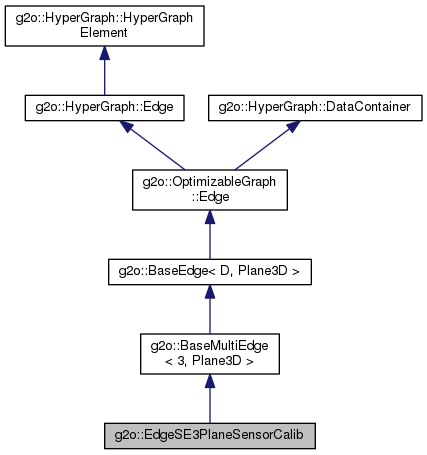 g2o::HyperGraph::HyperGraph
Element
g2o::HyperGraph::Edge
g2o::HyperGraph::DataContainer
g2o::OptimizableGraph
::Edge
g2o::BaseEdge< D, Plane3D >
g2o::BaseMultiEdge
< 3, Plane3D >
g2o::EdgeSE3PlaneSensorCalib